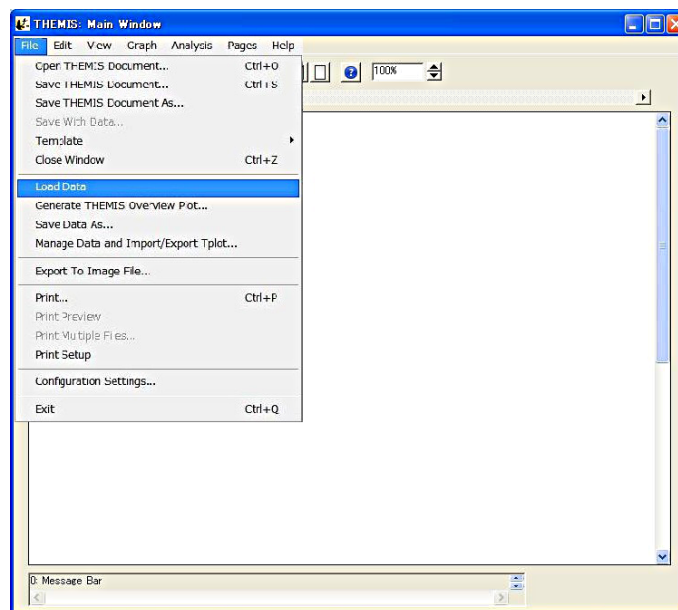 THEMIS: Main Window
File Edit View Graph Analysis Pages Help
Open THEMIS Document... Ctrl+O
Save THEMIS Document... Ctrl+S
Save THEMIS Document As...
Save With Data...
Template
Close Window Ctrl+Z
100%
Load Data
Generate THEMIS Overview Plot...
Save Data As...
Manage Data and Import/Export Tplot...
Export To Image File...
Print... Ctrl+P
Print Preview
Print Multiple Files...
Print Setup
Configuration Settings...
Exit Ctrl+Q
0: Message Bar